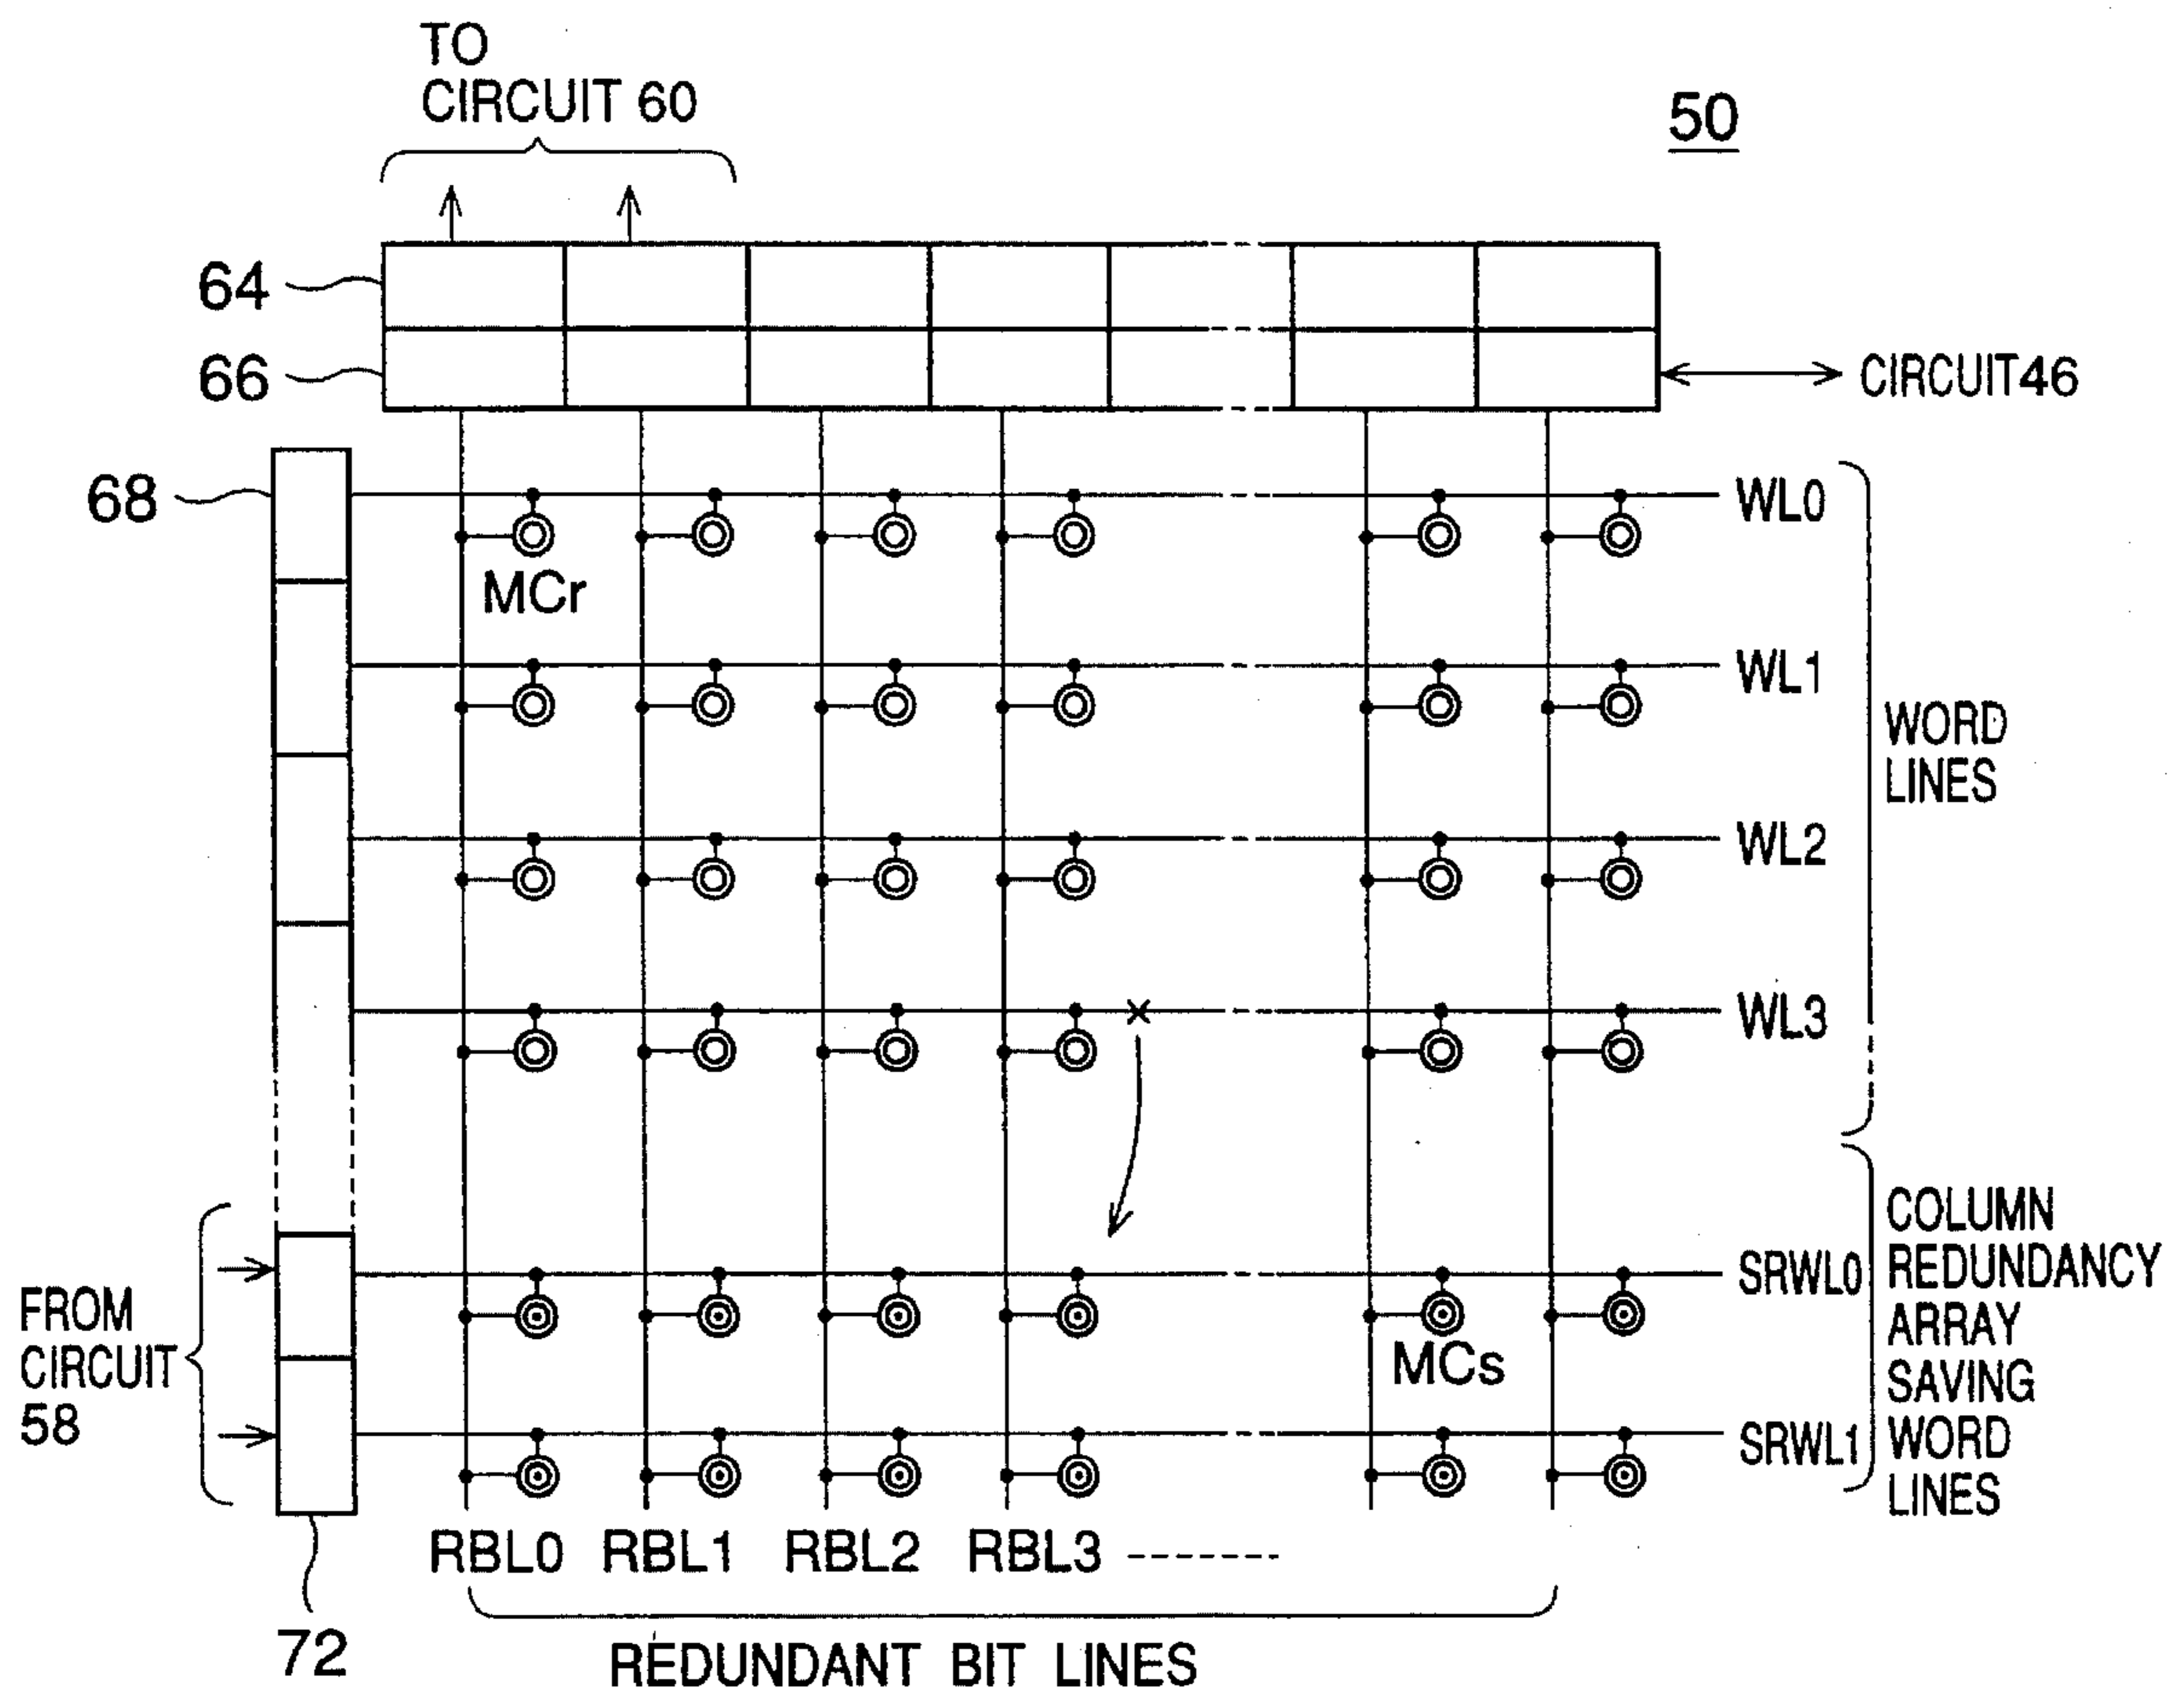 TO
CIRCUIT 60
50
64
66
CIRCUIT46
68
WL0
MCr
WL1
WORD
LINES
WL2
WL3
COLUMN
REDUNDANCY
ARRAY
SAVING
WORD
LINES
SRWL0
FROM
CIRCUIT
58
MCs
SRWL1
RBL0 RBL1 RBL2 RBL3
72
REDUNDANT BIT LINES